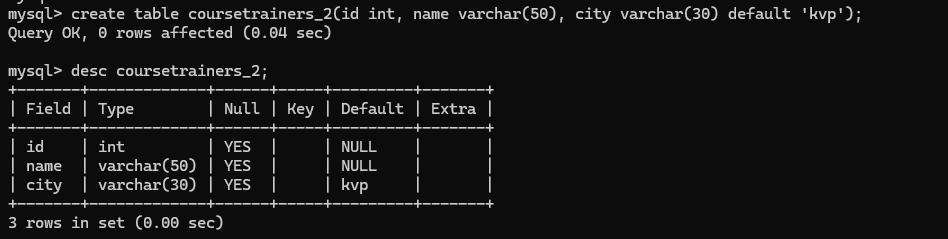 mysql> create table coursetrainers_2(id int, name varchar(50), city varchar(30) default 'kvp');
Query OK, 0 rows affected (0.04 sec)
mysql> desc coursetrainers_2;
+-------+-------------+------+-----+---------+-------+
| Field | Type        | Null | Key | Default | Extra |
+-------+-------------+------+-----+---------+-------+
| id    | int         | YES  |     | NULL    |       |
| name  | varchar(50) | YES  |     | NULL    |       |
| city  | varchar(30) | YES  |     | kvp     |       |
+-------+-------------+------+-----+---------+-------+
3 rows in set (0.00 sec)